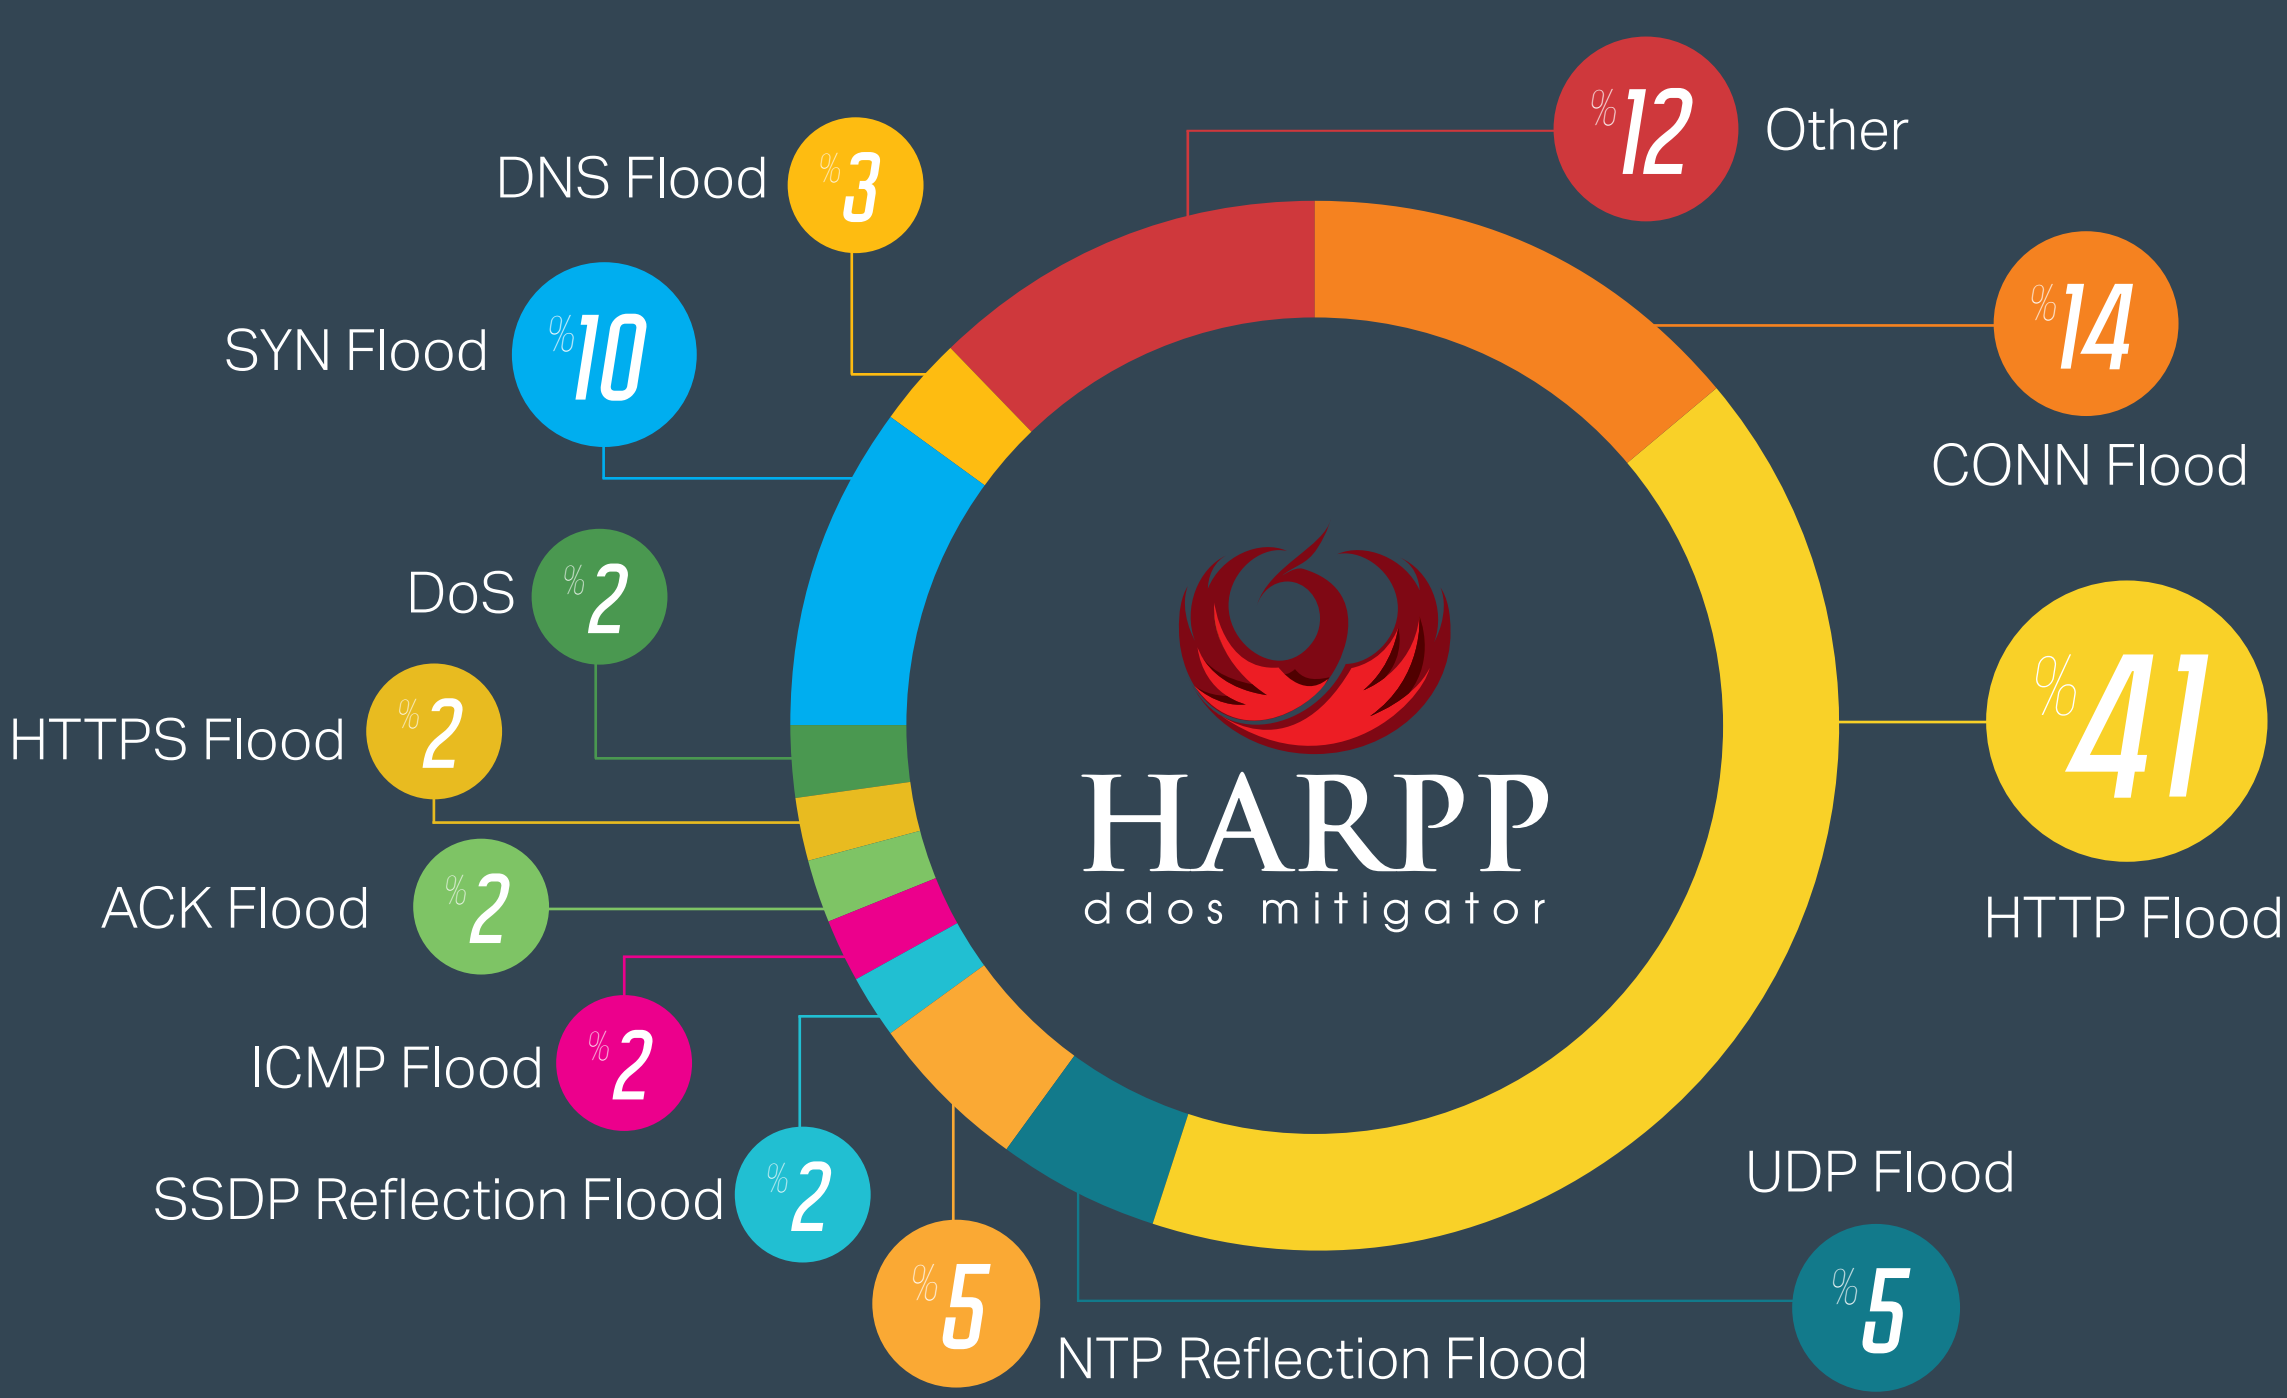 %12
Other
DNS Flood
%3
%14
CONN Flood
SYN Flood
%10
DoS
%2
HTTPS Flood
%2
%41
HTTP Flood
HARPP
ddos mitigator
ACK Flood
%2
ICMP Flood
%2
SSDP Reflection Flood
%2
UDP Flood
%5
%5
NTP Reflection Flood